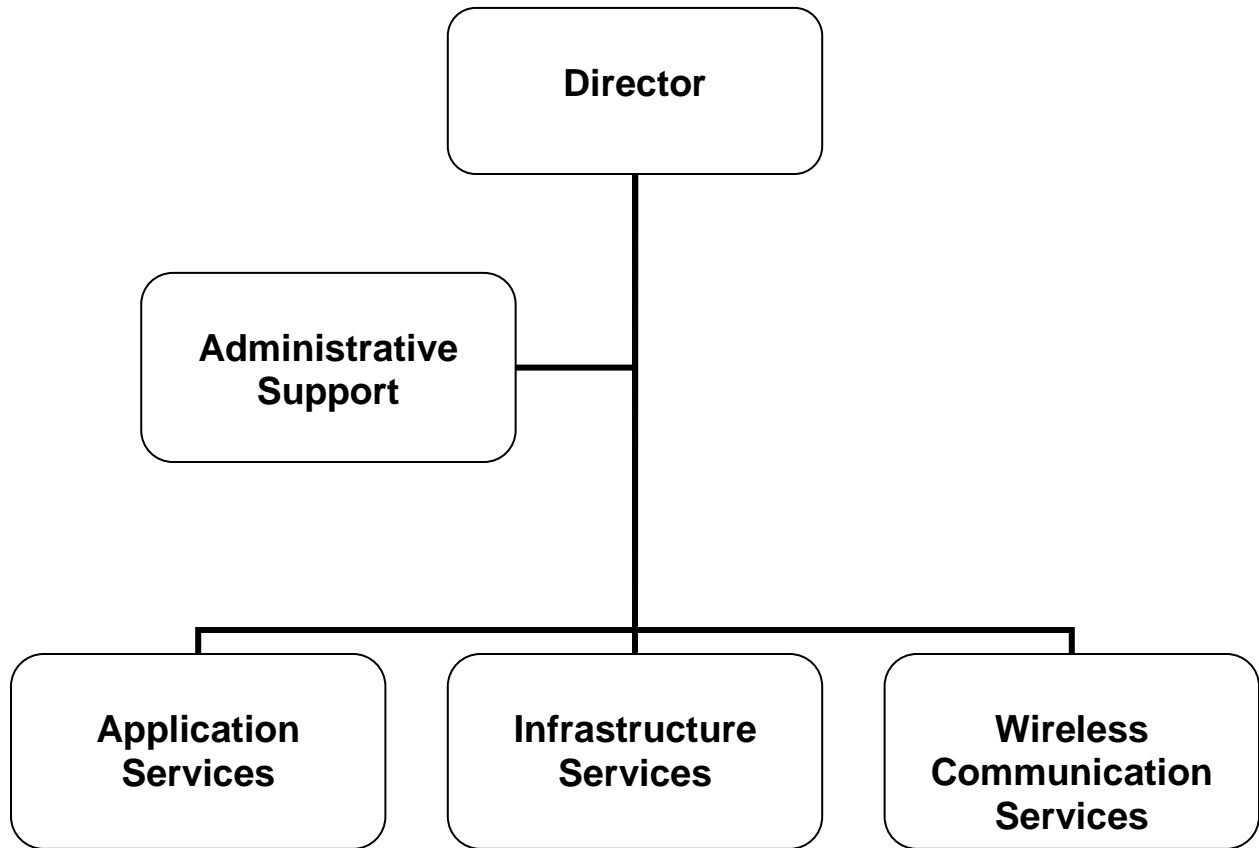 Director
Administrative
Support
Application
Services
Infrastructure
Services
Wireless
Communication
Services